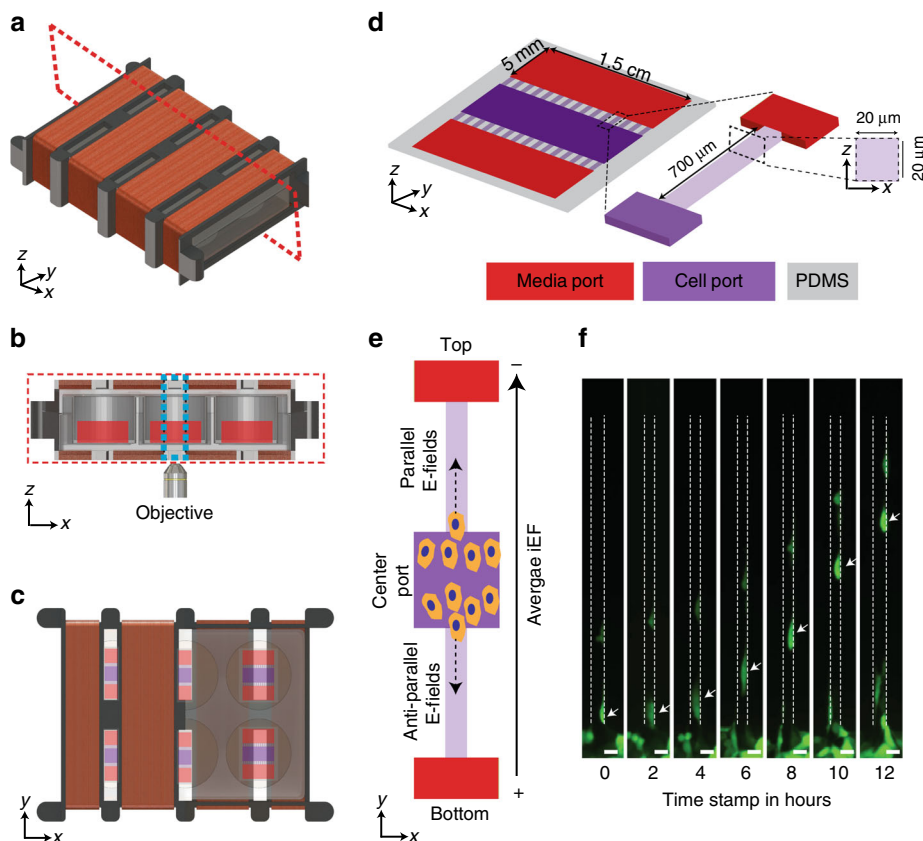 a
z
y
x
b
z
x
Objective
c
y
x
d
5 mm
1.5 cm
700 µm
20 µm
20 µm
z
x
z
y
x
Media port
Cell port
PDMS
e
Top
–
Parallel
E-fields
Center
port
Anti-parallel
E-fields
Avergae iEF
+
Bottom
y
x
f
0 2 4 6 8 10 12
Time stamp in hours